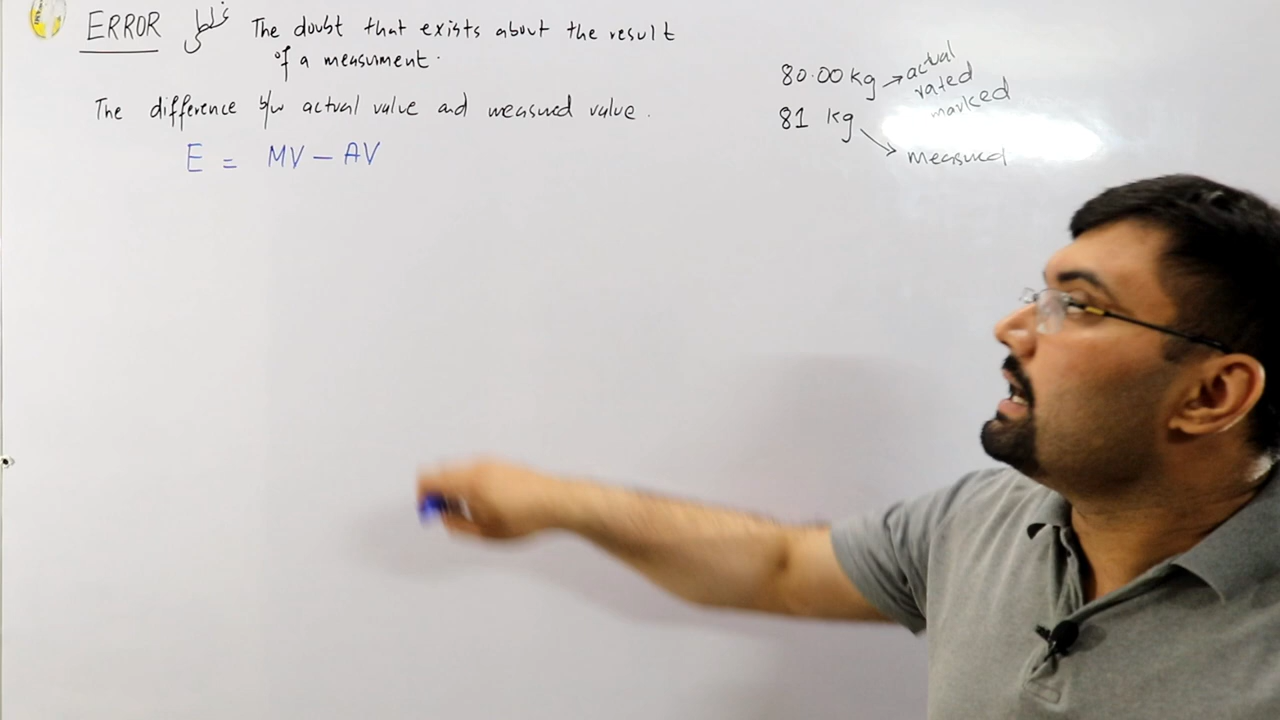 ERROR غلطی The doubt that exists about the result
of a measurment.
The difference b/w actual value and measured value.
E = MV – AV
80.00 kg → actual
rated
marked
81 kg
→ measured